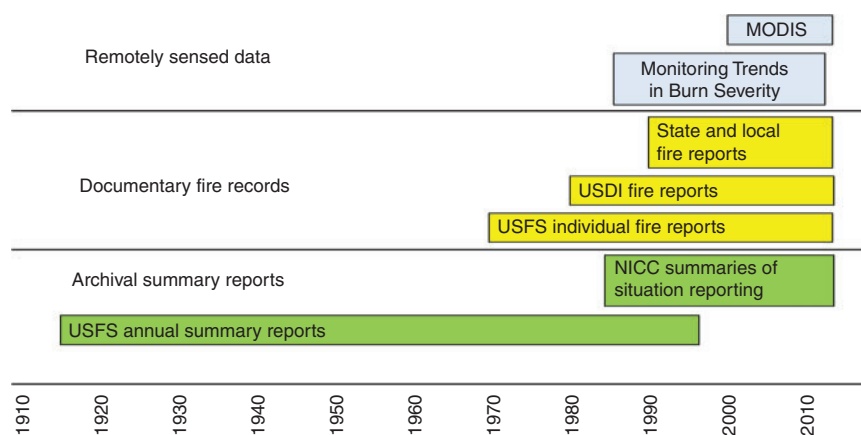 MODIS
Remotely sensed data
Monitoring Trends
in Burn Severity
State and local
fire reports
Documentary fire records
USDI fire reports
USFS individual fire reports
Archival summary reports
NICC summaries of
situation reporting
USFS annual summary reports
1910
1920
1930
1940
1950
1960
1970
1980
1990
2000
2010